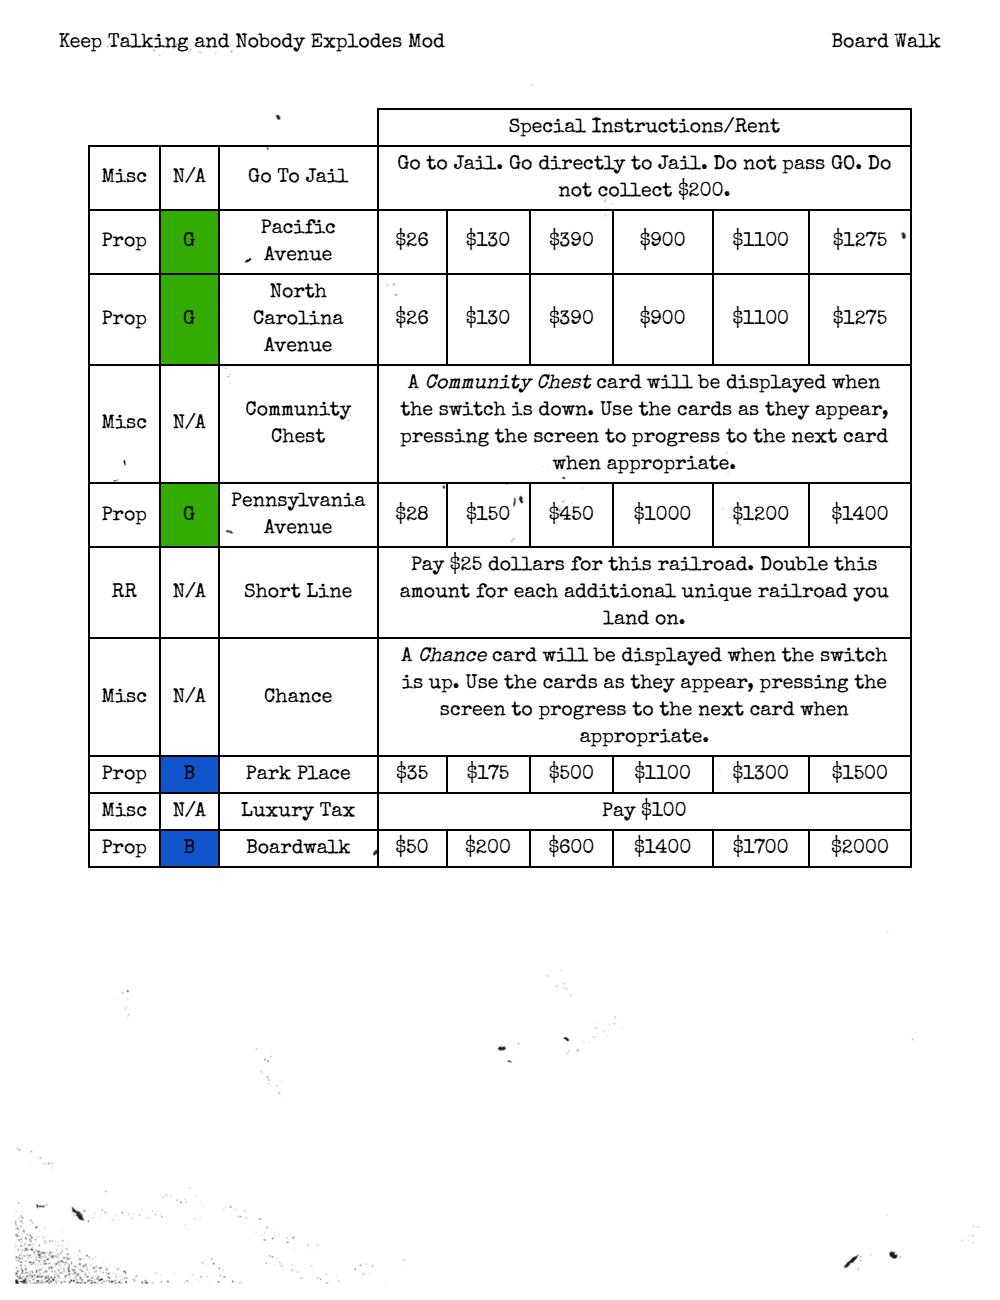 Keep Talking and Nobody Explodes Mod
Board Walk
Special Instructions/Rent
Misc N/A Go To Jail Go to Jail. Go directly to Jail. Do not pass GO. Do
not collect $200.
Prop G Pacific
Avenue $26 $130 $390 $900 $1100 $1275
Prop G North
Carolina
Avenue $26 $130 $390 $900 $1100 $1275
Misc N/A Community
Chest A Community Chest card will be displayed when
the switch is down. Use the cards as they appear,
pressing the screen to progress to the next card
when appropriate.
Prop G Pennsylvania
Avenue $28 $150 $450 $1000 $1200 $1400
RR N/A Short Line Pay $25 dollars for this railroad. Double this
amount for each additional unique railroad you
land on.
Misc N/A Chance A Chance card will be displayed when the switch
is up. Use the cards as they appear, pressing the
screen to progress to the next card when
appropriate.
Prop B Park Place $35 $175 $500 $1100 $1300 $1500
Misc N/A Luxury Tax Pay $100
Prop B Boardwalk $50 $200 $600 $1400 $1700 $2000